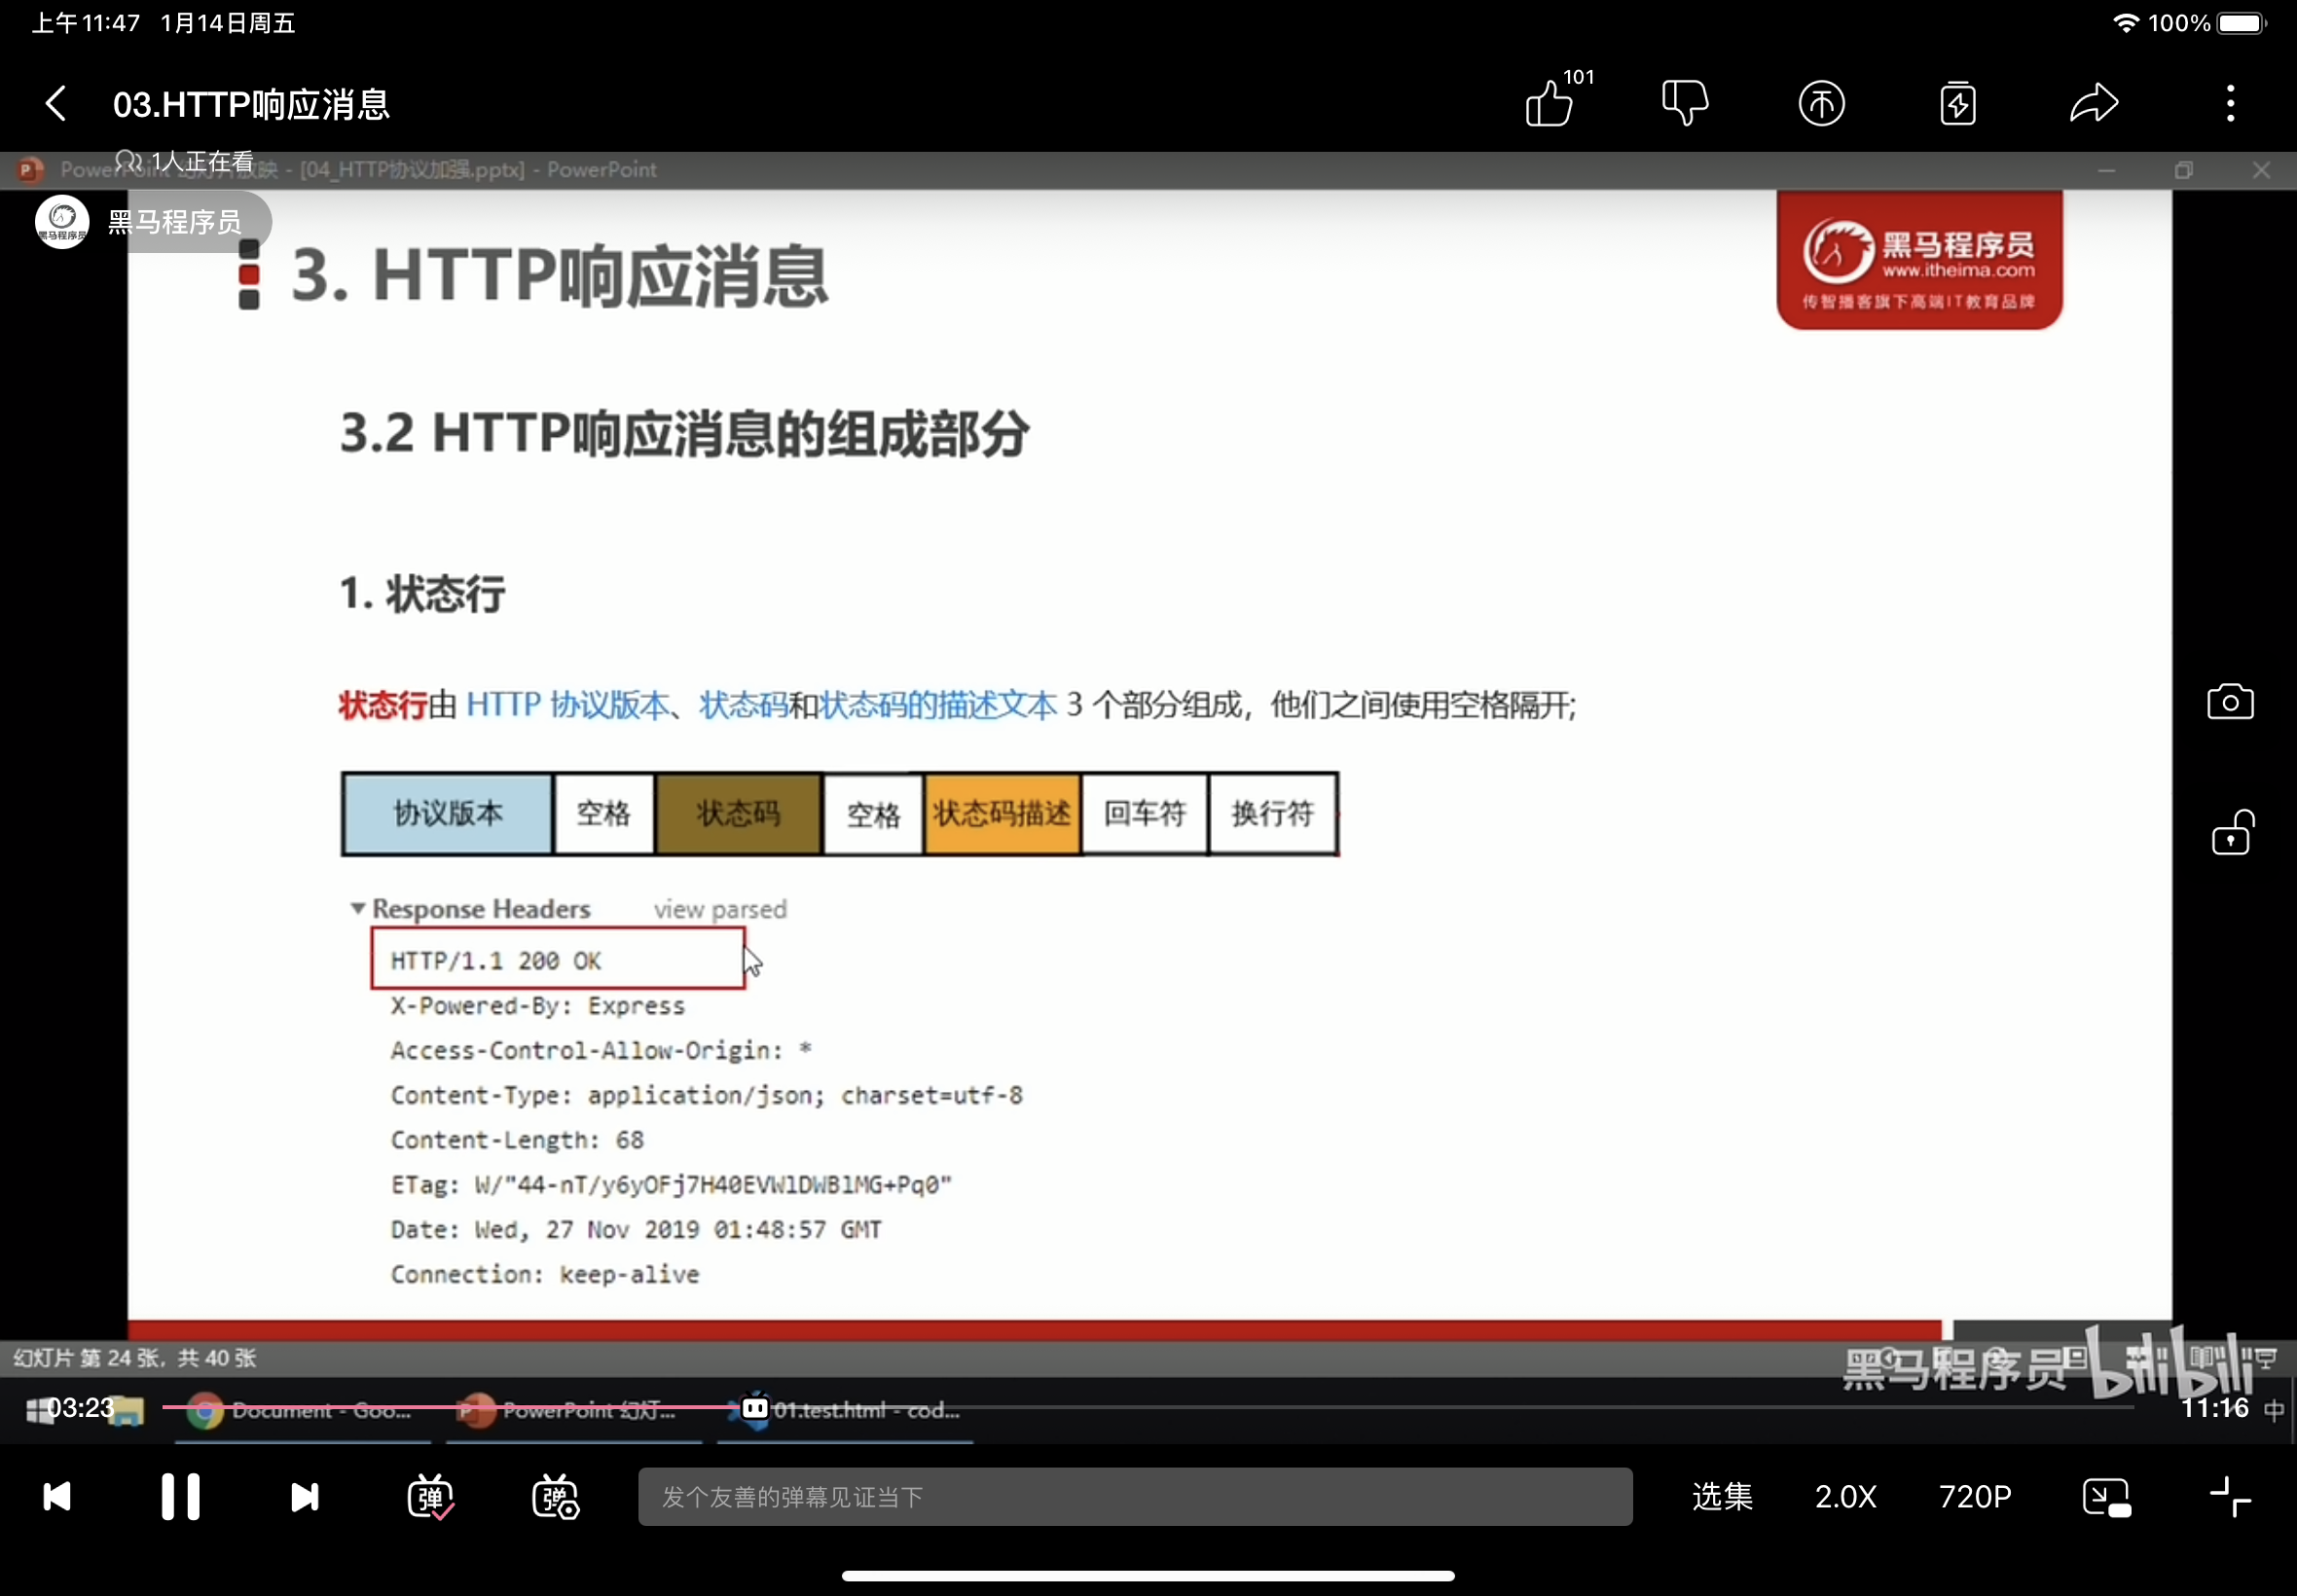 上午11:47 1月14日周五
100%
03.HTTP响应消息
101
1人正在看
[04_HTTP协议加强.pptx] - PowerPoint
黑马程序员
黑马程序员
3. HTTP响应消息
黑马程序员
www.itheima.com
传智播客旗下高端IT教育品牌
3.2 HTTP响应消息的组成部分
1. 状态行
状态行由 HTTP 协议版本、状态码和状态码的描述文本 3 个部分组成，他们之间使用空格隔开;
协议版本 空格 状态码 空格 状态码描述 回车符 换行符
Response Headers view parsed
HTTP/1.1 200 OK
X-Powered-By: Express
Access-Control-Allow-Origin: *
Content-Type: application/json; charset=utf-8
Content-Length: 68
ETag: W/"44-nT/y6yOFj7H40EVWlDWBlMG+Pq0"
Date: Wed, 27 Nov 2019 01:48:57 GMT
Connection: keep-alive
幻灯片 第 24 张，共 40 张
黑马程序员 bilibili
03:23
Document - Goo...
PowerPoint 幻灯...
01.test.html - cod...
11:16
中
弹
弹
发个友善的弹幕见证当下
选集
2.0X
720P